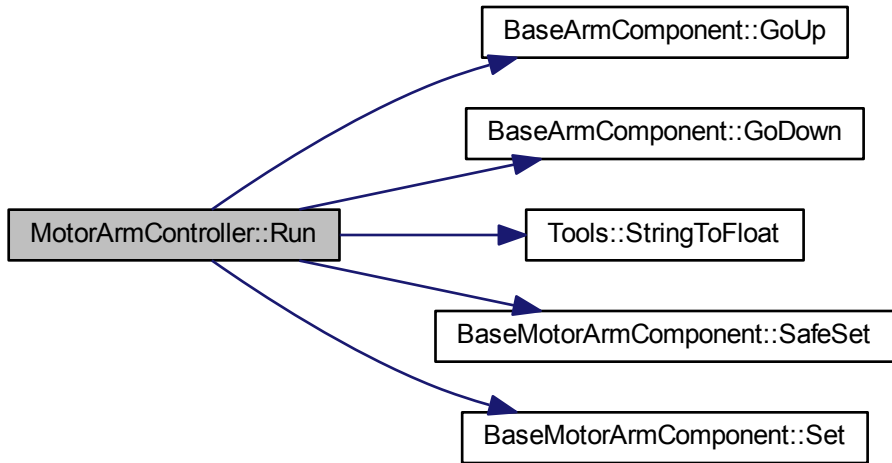 BaseArmComponent::GoUp
BaseArmComponent::GoDown
MotorArmController::Run
Tools::StringToFloat
BaseMotorArmComponent::SafeSet
BaseMotorArmComponent::Set